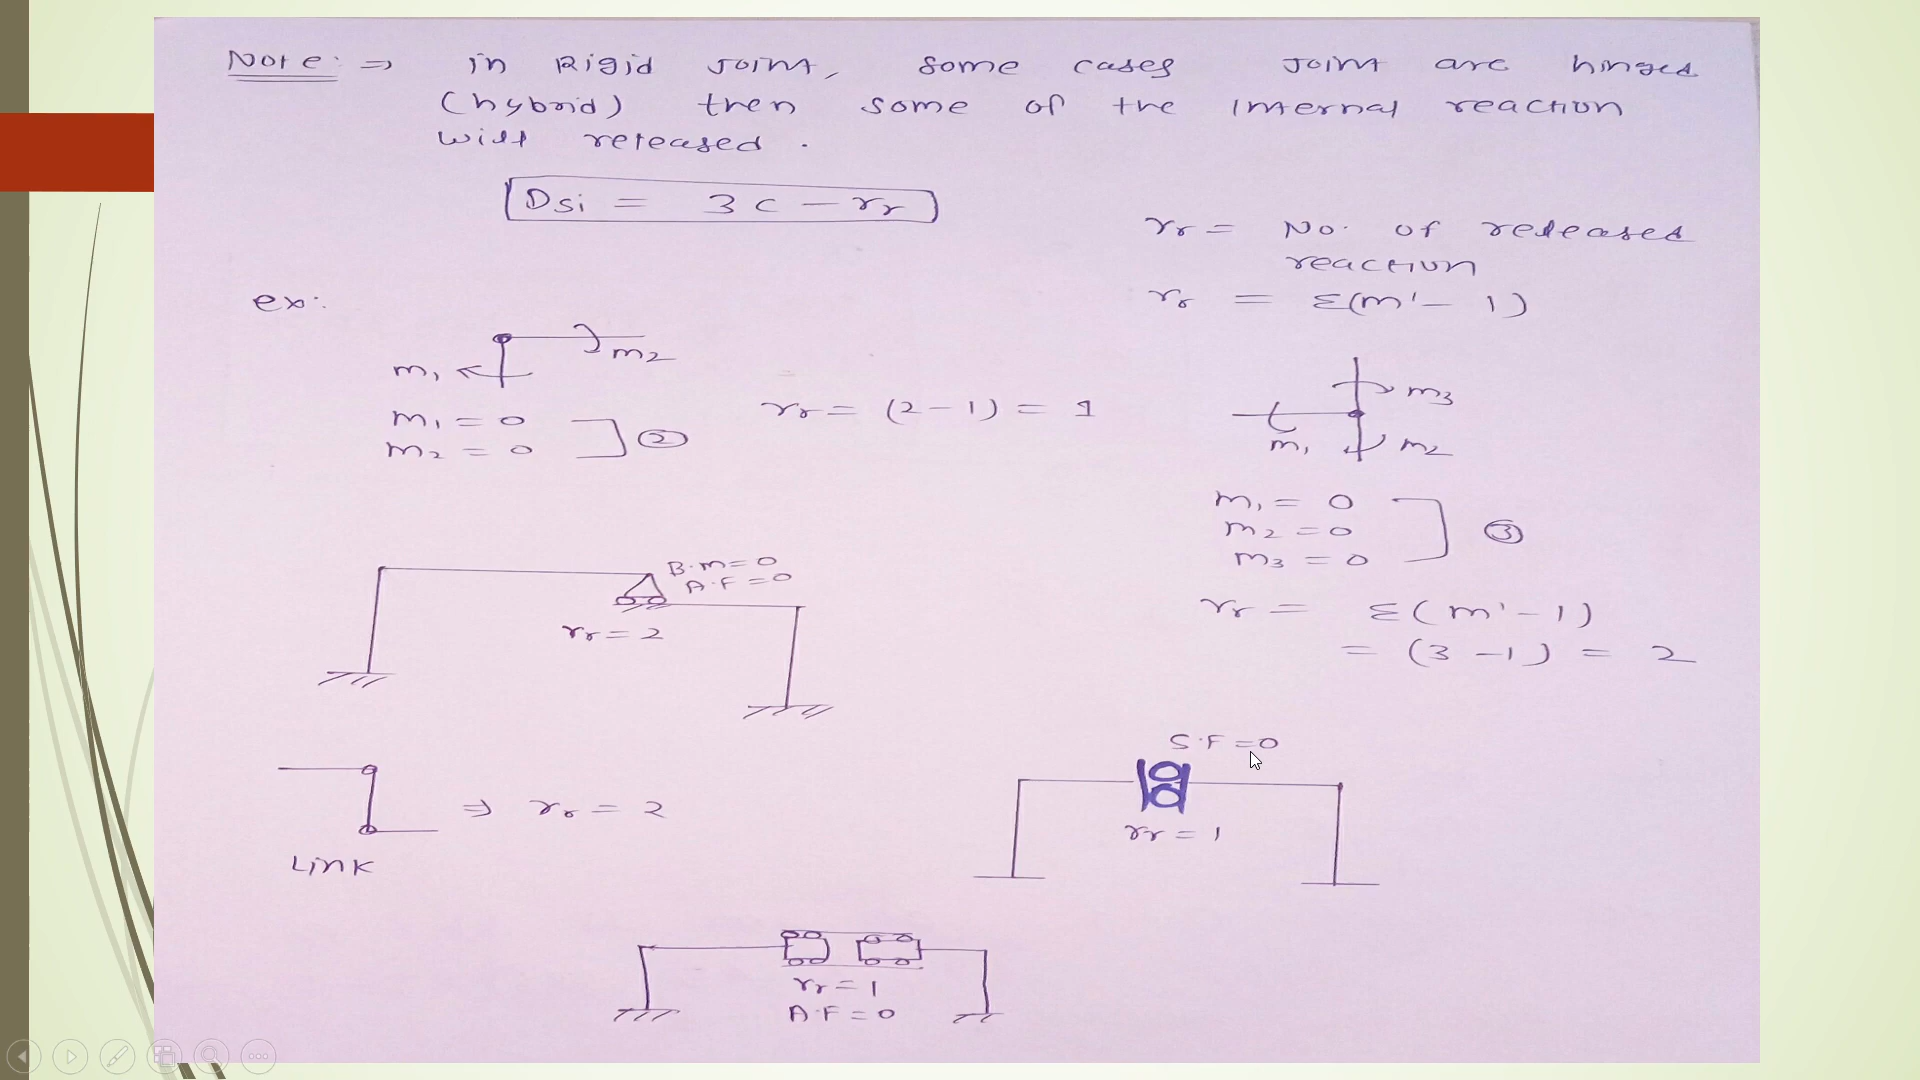 Note: ⇒ in Rigid Joint, some cases Joint are hinged
(hybrid) then some of the Internal reaction
will released.
Dsi = 3c - rr
rr = No. of released
reaction
rr = Σ(m' - 1)
ex:
m1
m2
m1 = 0
m2 = 0
2
rr = (2 - 1) = 1
m3
m1
m2
m1 = 0
m2 = 0
m3 = 0
3
rr = Σ(m' - 1)
= (3 - 1) = 2
B.M = 0
A.F = 0
rr = 2
⇒ rr = 2
Link
S.F = 0
rr = 1
rr = 1
A.F = 0